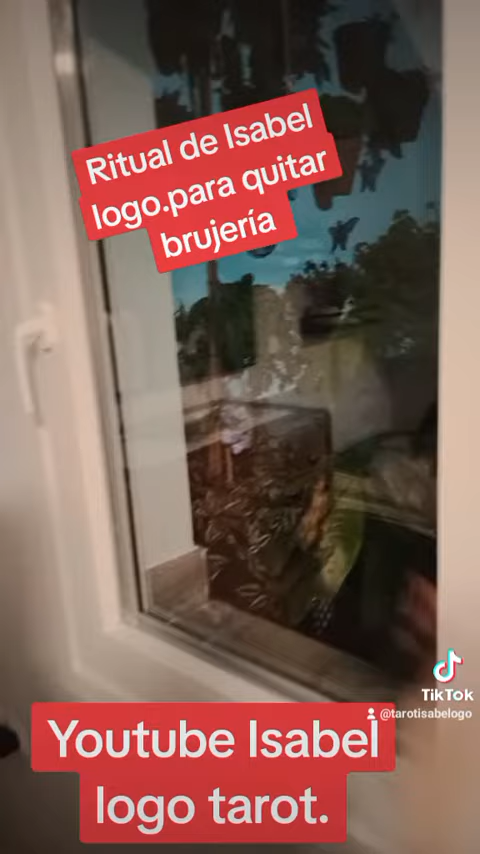 Ritual de Isabel
logo.para quitar
brujería
TikTok
@tarotisabelogo
Youtube Isabel
logo tarot.